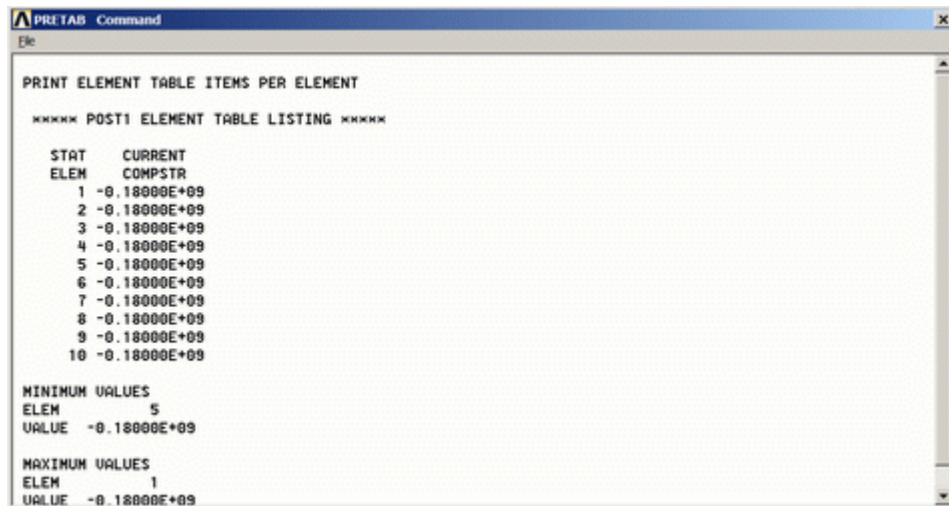 PRETAB Command
File
PRINT ELEMENT TABLE ITEMS PER ELEMENT
***** POST1 ELEMENT TABLE LISTING *****
STAT CURRENT
ELEM COMPSTR
1 -0.18000E+09
2 -0.18000E+09
3 -0.18000E+09
4 -0.18000E+09
5 -0.18000E+09
6 -0.18000E+09
7 -0.18000E+09
8 -0.18000E+09
9 -0.18000E+09
10 -0.18000E+09
MINIMUM VALUES
ELEM 5
VALUE -0.18000E+09
MAXIMUM VALUES
ELEM 1
VALUE -0.18000E+09